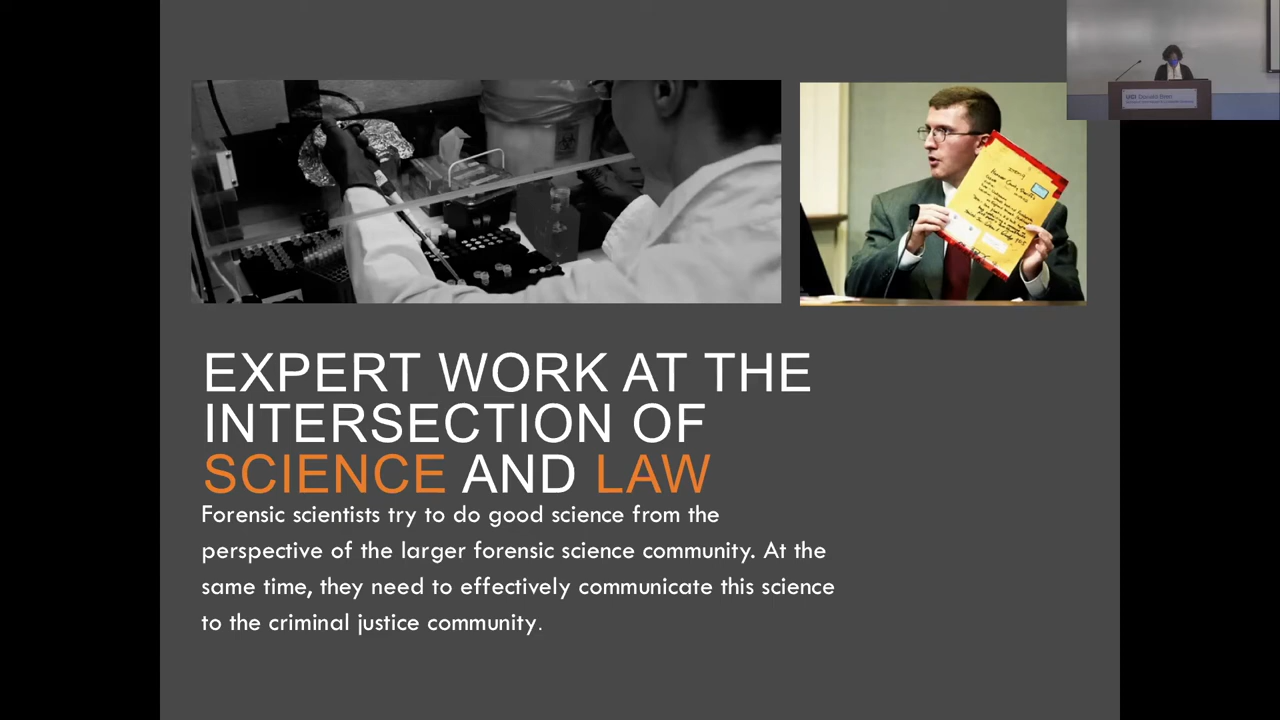 EXPERT WORK AT THE
INTERSECTION OF
SCIENCE AND LAW
Forensic scientists try to do good science from the
perspective of the larger forensic science community. At the
same time, they need to effectively communicate this science
to the criminal justice community.